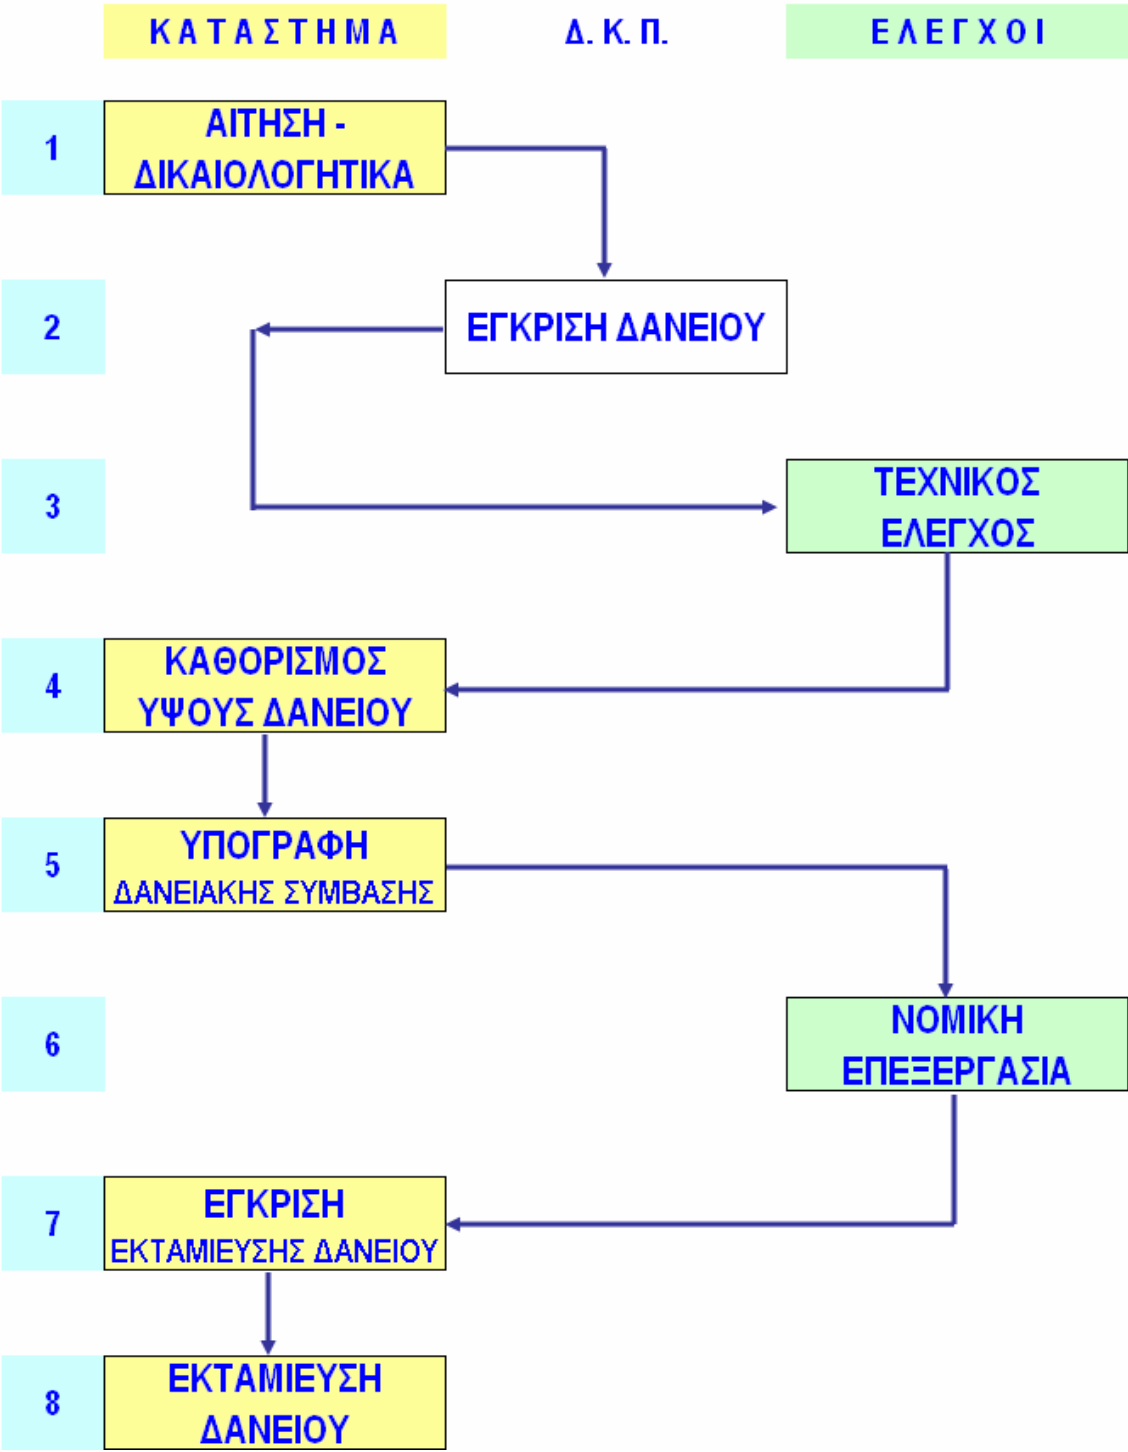 ΚΑΤΑΣΤΗΜΑ Δ. Κ. Π. ΕΛΕΓΧΟΙ
1
ΑΙΤΗΣΗ -
ΔΙΚΑΙΟΛΟΓΗΤΙΚΑ
2
ΕΓΚΡΙΣΗ ΔΑΝΕΙΟΥ
3
ΤΕΧΝΙΚΟΣ
ΕΛΕΓΧΟΣ
4
ΚΑΘΟΡΙΣΜΟΣ
ΥΨΟΥΣ ΔΑΝΕΙΟΥ
5
ΥΠΟΓΡΑΦΗ
ΔΑΝΕΙΑΚΗΣ ΣΥΜΒΑΣΗΣ
6
ΝΟΜΙΚΗ
ΕΠΕΞΕΡΓΑΣΙΑ
7
ΕΓΚΡΙΣΗ
ΕΚΤΑΜΙΕΥΣΗΣ ΔΑΝΕΙΟΥ
8
ΕΚΤΑΜΙΕΥΣΗ
ΔΑΝΕΙΟΥ